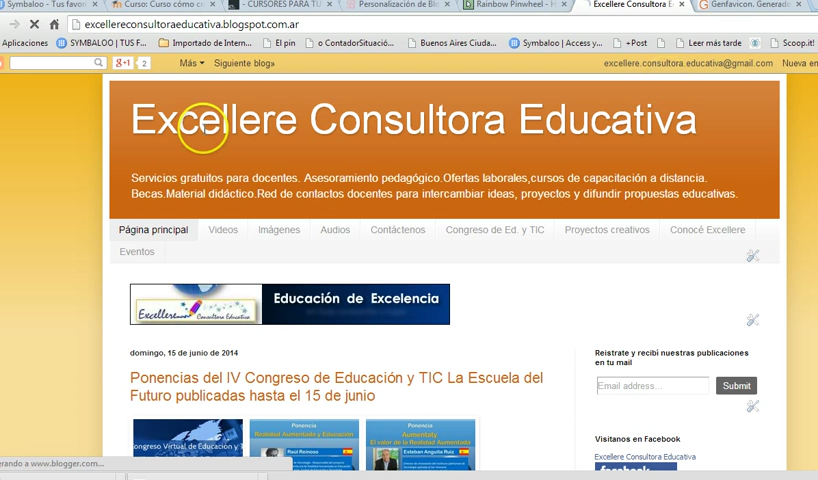 Symbaloo - Tus favori
Curso: Curso cómo c
- CURSORES PARA TU
Personalización de Blo
Rainbow Pinwheel - H
Excellere Consultora E
Genfavicon. Generado
excellereconsultoraeducativa.blogspot.com.ar
Aplicaciones
SYMBALOO | TUS F...
Importado de Intern...
El pin
o ContadorSituació...
Buenos Aires Ciuda...
Symbaloo | Access y...
+Post
Leer más tarde
Scoop.it!
g+1 2
Más
Siguiente blog»
excellere.consultora.educativa@gmail.com
Nueva en
Excellere Consultora Educativa
Servicios gratuitos para docentes. Asesoramiento pedagógico.Ofertas laborales,cursos de capacitación a distancia.
Becas.Material didáctico.Red de contactos docentes para intercambiar ideas, proyectos y difundir propuestas educativas.
Página principal
Videos
Imágenes
Audios
Contáctenos
Congreso de Ed. y TIC
Proyectos creativos
Conocé Excellere
Eventos
Excellere Consultora Educativa
Educación de Excelencia
domingo, 15 de junio de 2014
Ponencias del IV Congreso de Educación y TIC La Escuela del
Futuro publicadas hasta el 15 de junio
ongreso Virtual de Educación y T
Ponencia
Realidad Aumentada y Educación
Raúl Reinoso
Ponencia
Aumentaly
El valor de la Realidad Aumentada
Esteban Anguita Ruiz
Reistrate y recibí nuestras publicaciones
en tu mail
Email address...
Submit
Visitanos en Facebook
Excellere Consultora Educativa
facebook
erando a www.blogger.com...